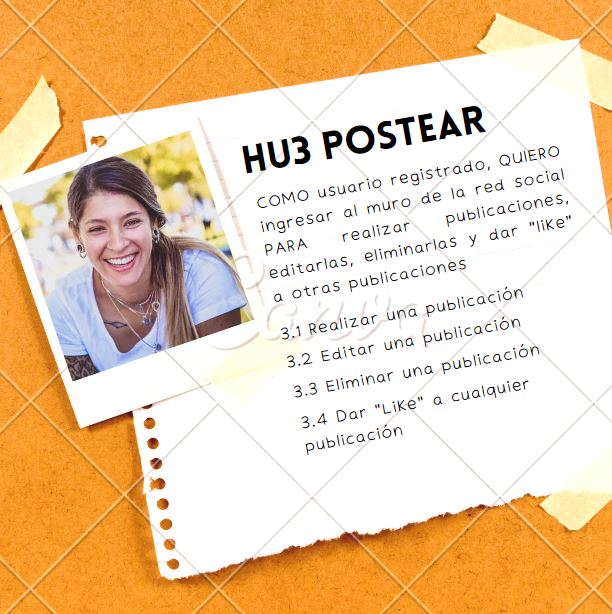 HU3 POSTEAR
COMO usuario registrado, QUIERO
ingresar al muro de la red social
PARA realizar publicaciones,
editarlas, eliminarlas y dar "like"
a otras publicaciones
3.1 Realizar una publicación
3.2 Editar una publicación
3.3 Eliminar una publicación
3.4 Dar "Like" a cualquier
publicación
Canva